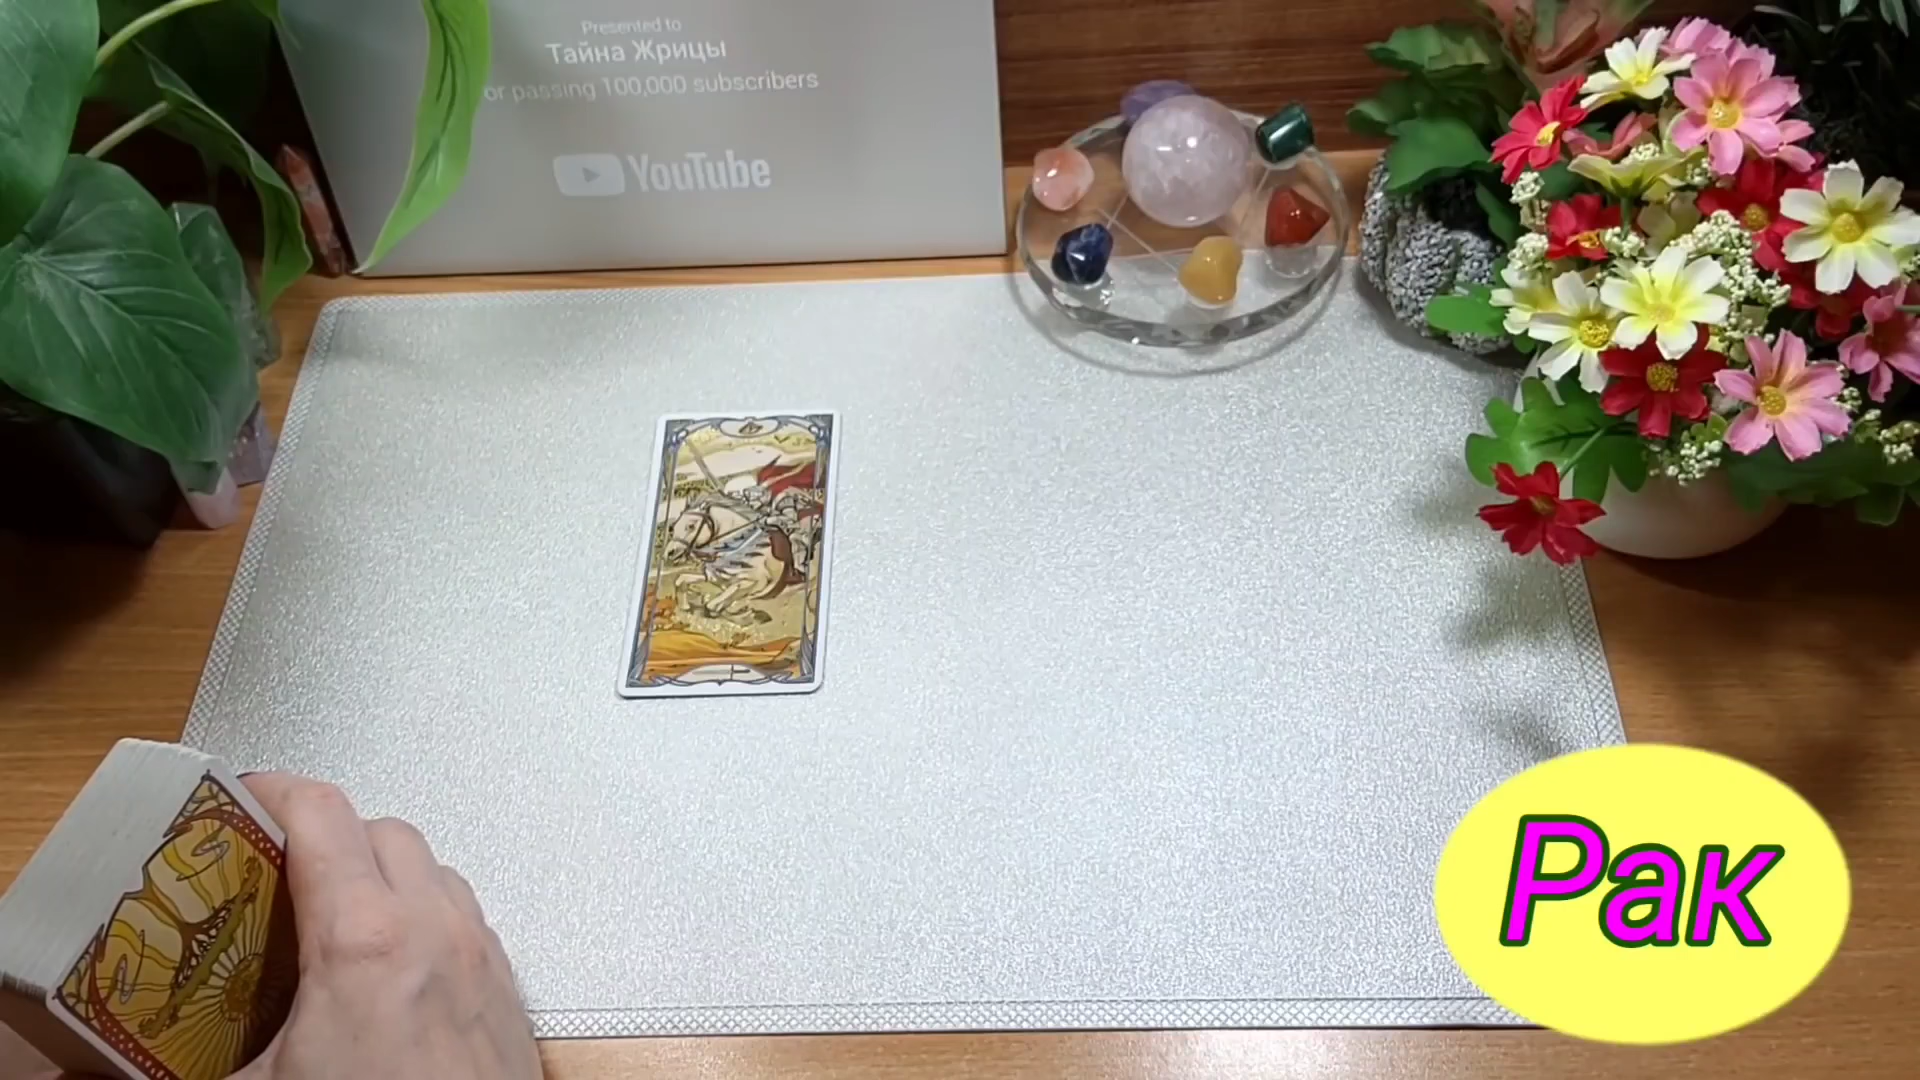 Presented to
Тайна Жрицы
or passing 100,000 subscribers
YouTube
Рак